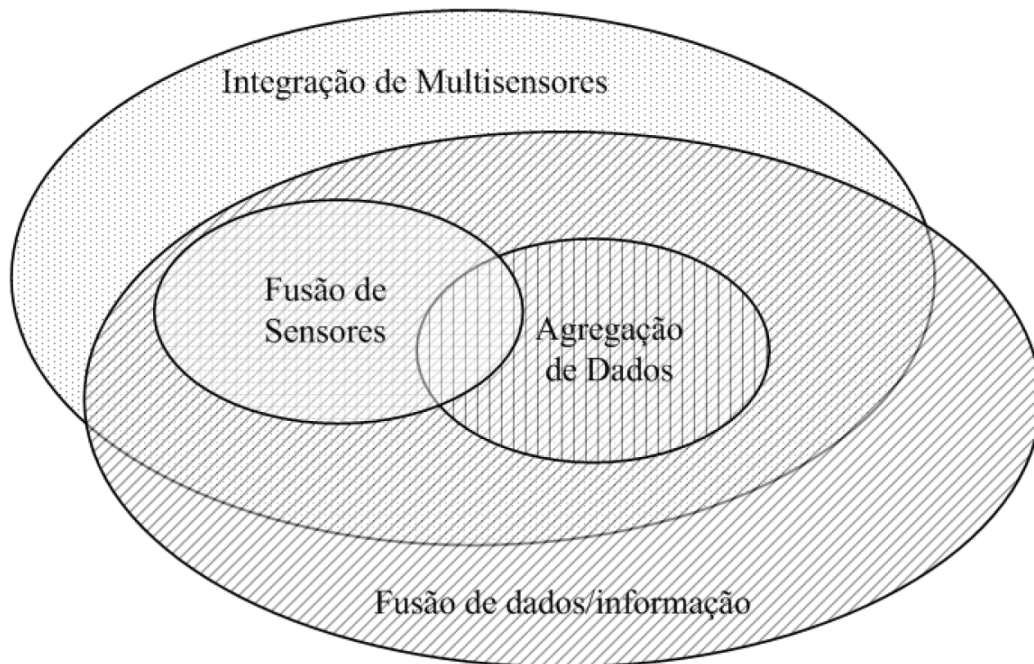 Integração de Multisensores
Fusão de
Sensores
Agregação
de Dados
Fusão de dados/informação